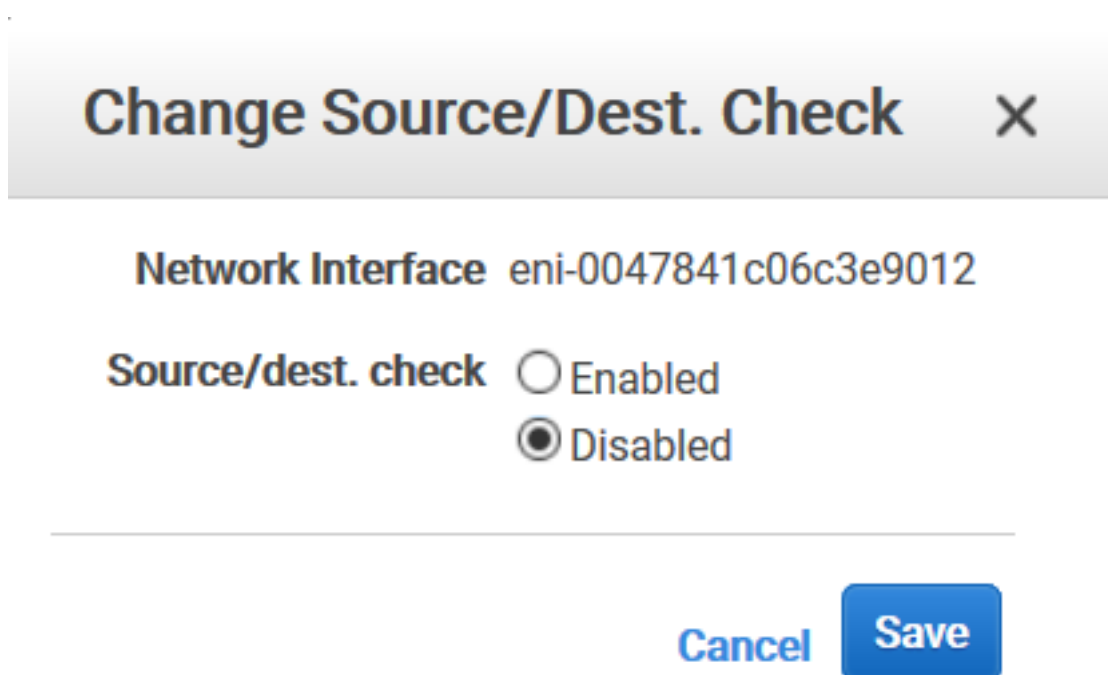 Change Source/Dest. Check
Network Interface eni-0047841c06c3e9012
Source/dest. check Enabled
Disabled
Cancel Save